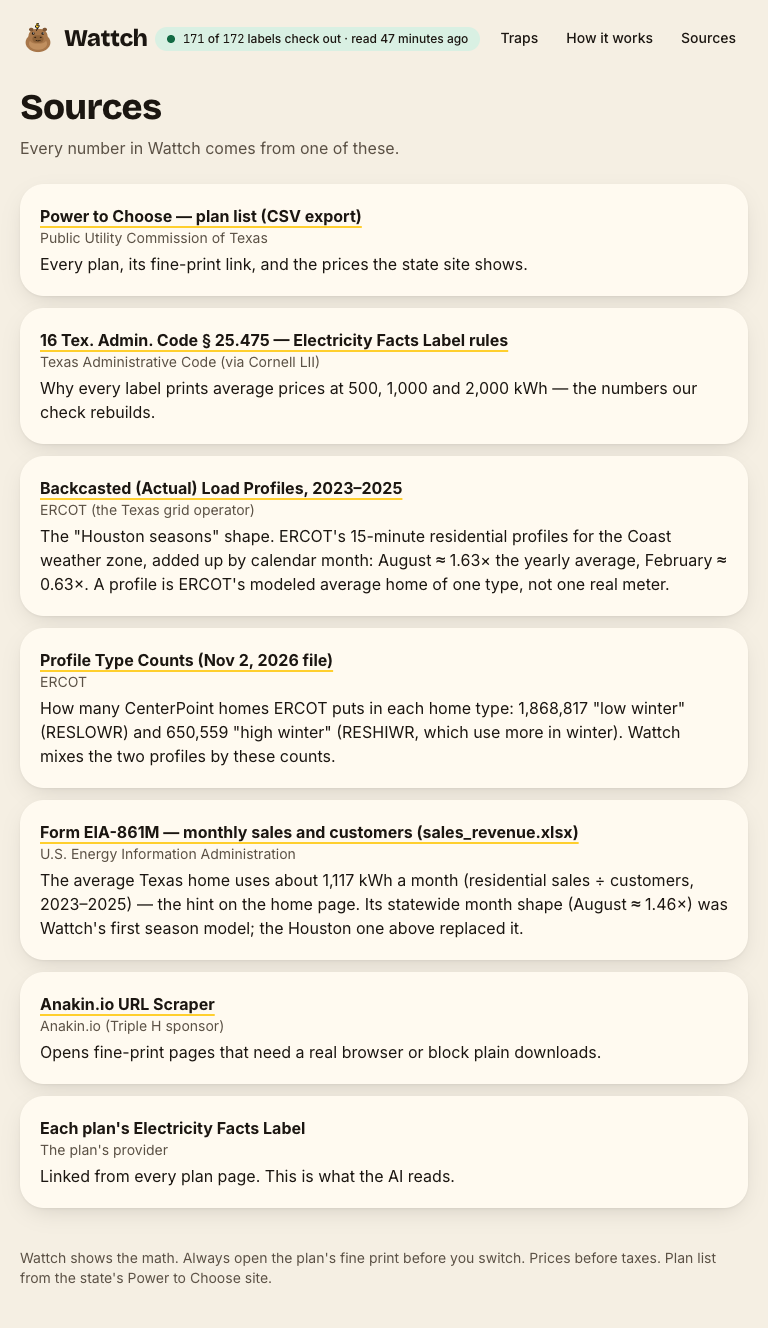 Wattch
171 of 172 labels check out · read 47 minutes ago
Traps
How it works
Sources
Sources
Every number in Wattch comes from one of these.
Power to Choose — plan list (CSV export)
Public Utility Commission of Texas
Every plan, its fine-print link, and the prices the state site shows.
16 Tex. Admin. Code § 25.475 — Electricity Facts Label rules
Texas Administrative Code (via Cornell LII)
Why every label prints average prices at 500, 1,000 and 2,000 kWh — the numbers our
check rebuilds.
Backcasted (Actual) Load Profiles, 2023–2025
ERCOT (the Texas grid operator)
The "Houston seasons" shape. ERCOT's 15-minute residential profiles for the Coast
weather zone, added up by calendar month: August ≈ 1.63× the yearly average, February ≈
0.63×. A profile is ERCOT's modeled average home of one type, not one real meter.
Profile Type Counts (Nov 2, 2026 file)
ERCOT
How many CenterPoint homes ERCOT puts in each home type: 1,868,817 "low winter"
(RESLOWR) and 650,559 "high winter" (RESHIWR, which use more in winter). Wattch
mixes the two profiles by these counts.
Form EIA-861M — monthly sales and customers (sales_revenue.xlsx)
U.S. Energy Information Administration
The average Texas home uses about 1,117 kWh a month (residential sales ÷ customers,
2023–2025) — the hint on the home page. Its statewide month shape (August ≈ 1.46×) was
Wattch's first season model; the Houston one above replaced it.
Anakin.io URL Scraper
Anakin.io (Triple H sponsor)
Opens fine-print pages that need a real browser or block plain downloads.
Each plan's Electricity Facts Label
The plan's provider
Linked from every plan page. This is what the AI reads.
Wattch shows the math. Always open the plan's fine print before you switch. Prices before taxes. Plan list
from the state's Power to Choose site.